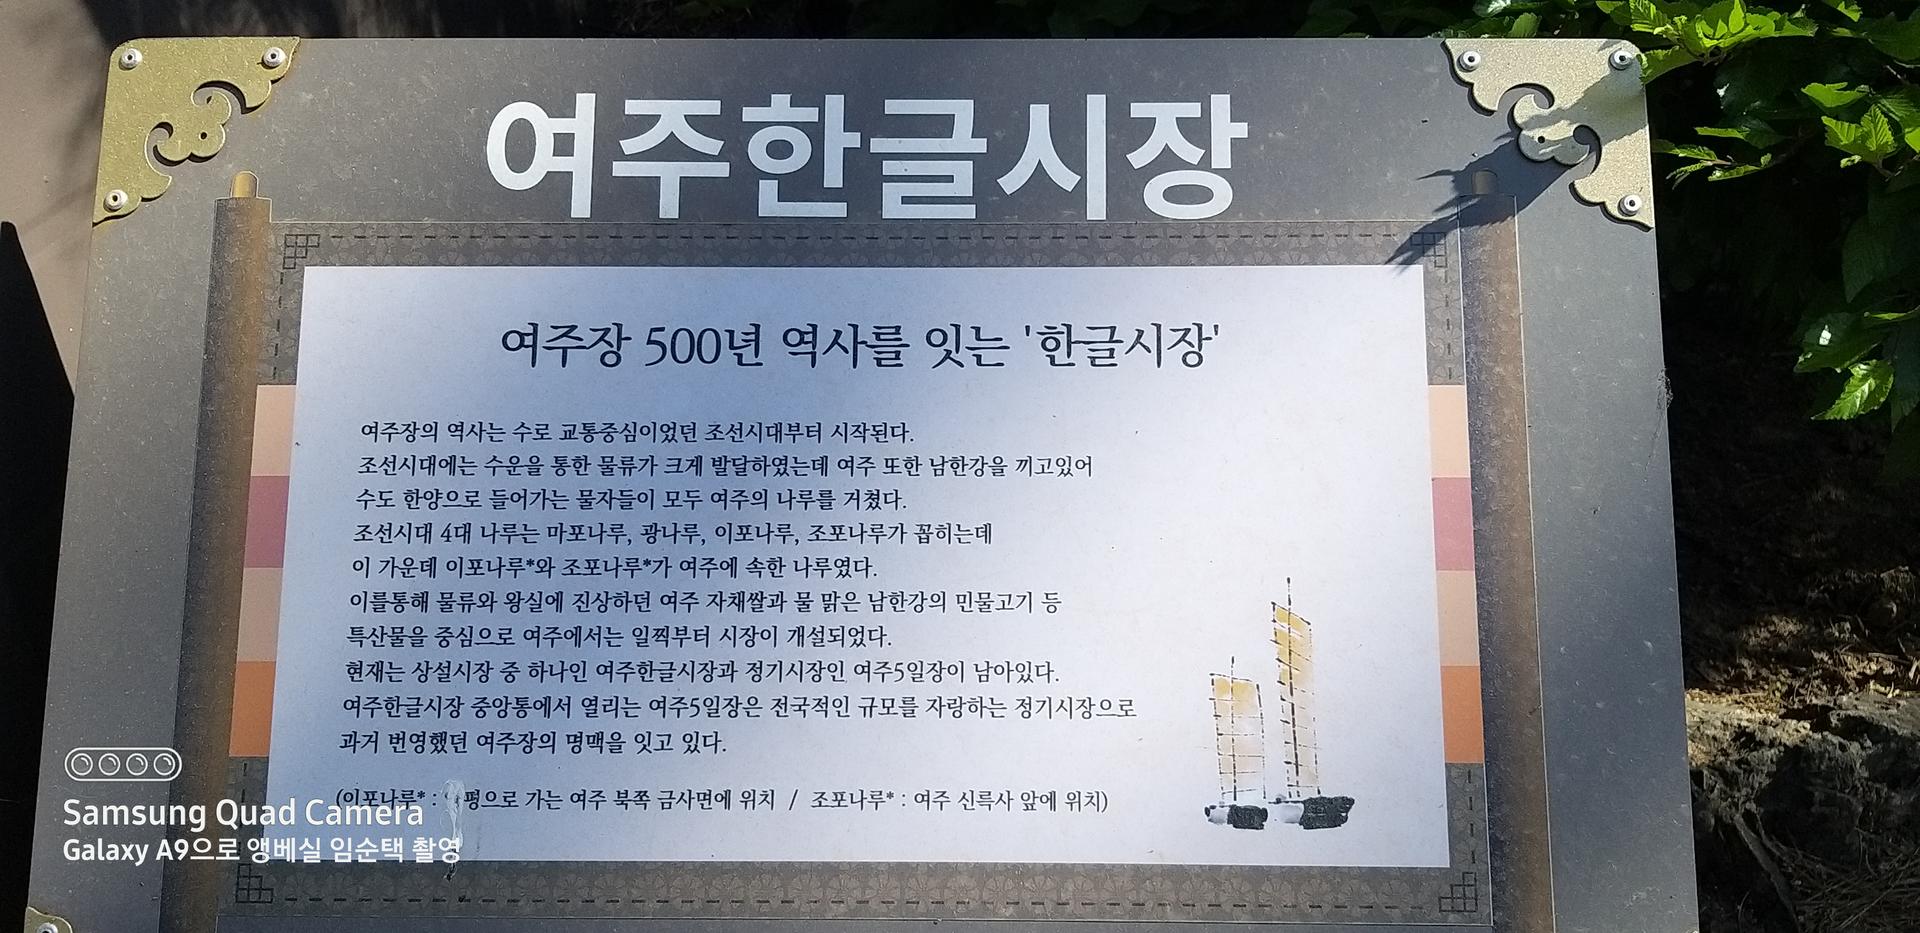 여주한글시장
여주장 500년 역사를 잇는 '한글시장'
여주장의 역사는 수로 교통중심이었던 조선시대부터 시작된다.
조선시대에는 수운을 통한 물류가 크게 발달하였는데 여주 또한 남한강을 끼고있어
수도 한양으로 들어가는 물자들이 모두 여주의 나루를 거쳤다.
조선시대 4대 나루는 마포나루, 광나루, 이포나루, 조포나루가 꼽히는데
이 가운데 이포나루*와 조포나루*가 여주에 속한 나루였다.
이를통해 물류와 왕실에 진상하던 여주 자채쌀과 물 맑은 남한강의 민물고기 등
특산물을 중심으로 여주에서는 일찍부터 시장이 개설되었다.
현재는 상설시장 중 하나인 여주한글시장과 정기시장인 여주5일장이 남아있다.
여주한글시장 중앙통에서 열리는 여주5일장은 전국적인 규모를 자랑하는 정기시장으로
과거 번영했던 여주장의 명맥을 잇고 있다.
(이포나루* : 가는 여주 북쪽 금사면에 위치 / 조포나루* : 여주 신륵사 앞에 위치)
Samsung Quad Camera
Galaxy A9으로 앵베실 임순택 촬영